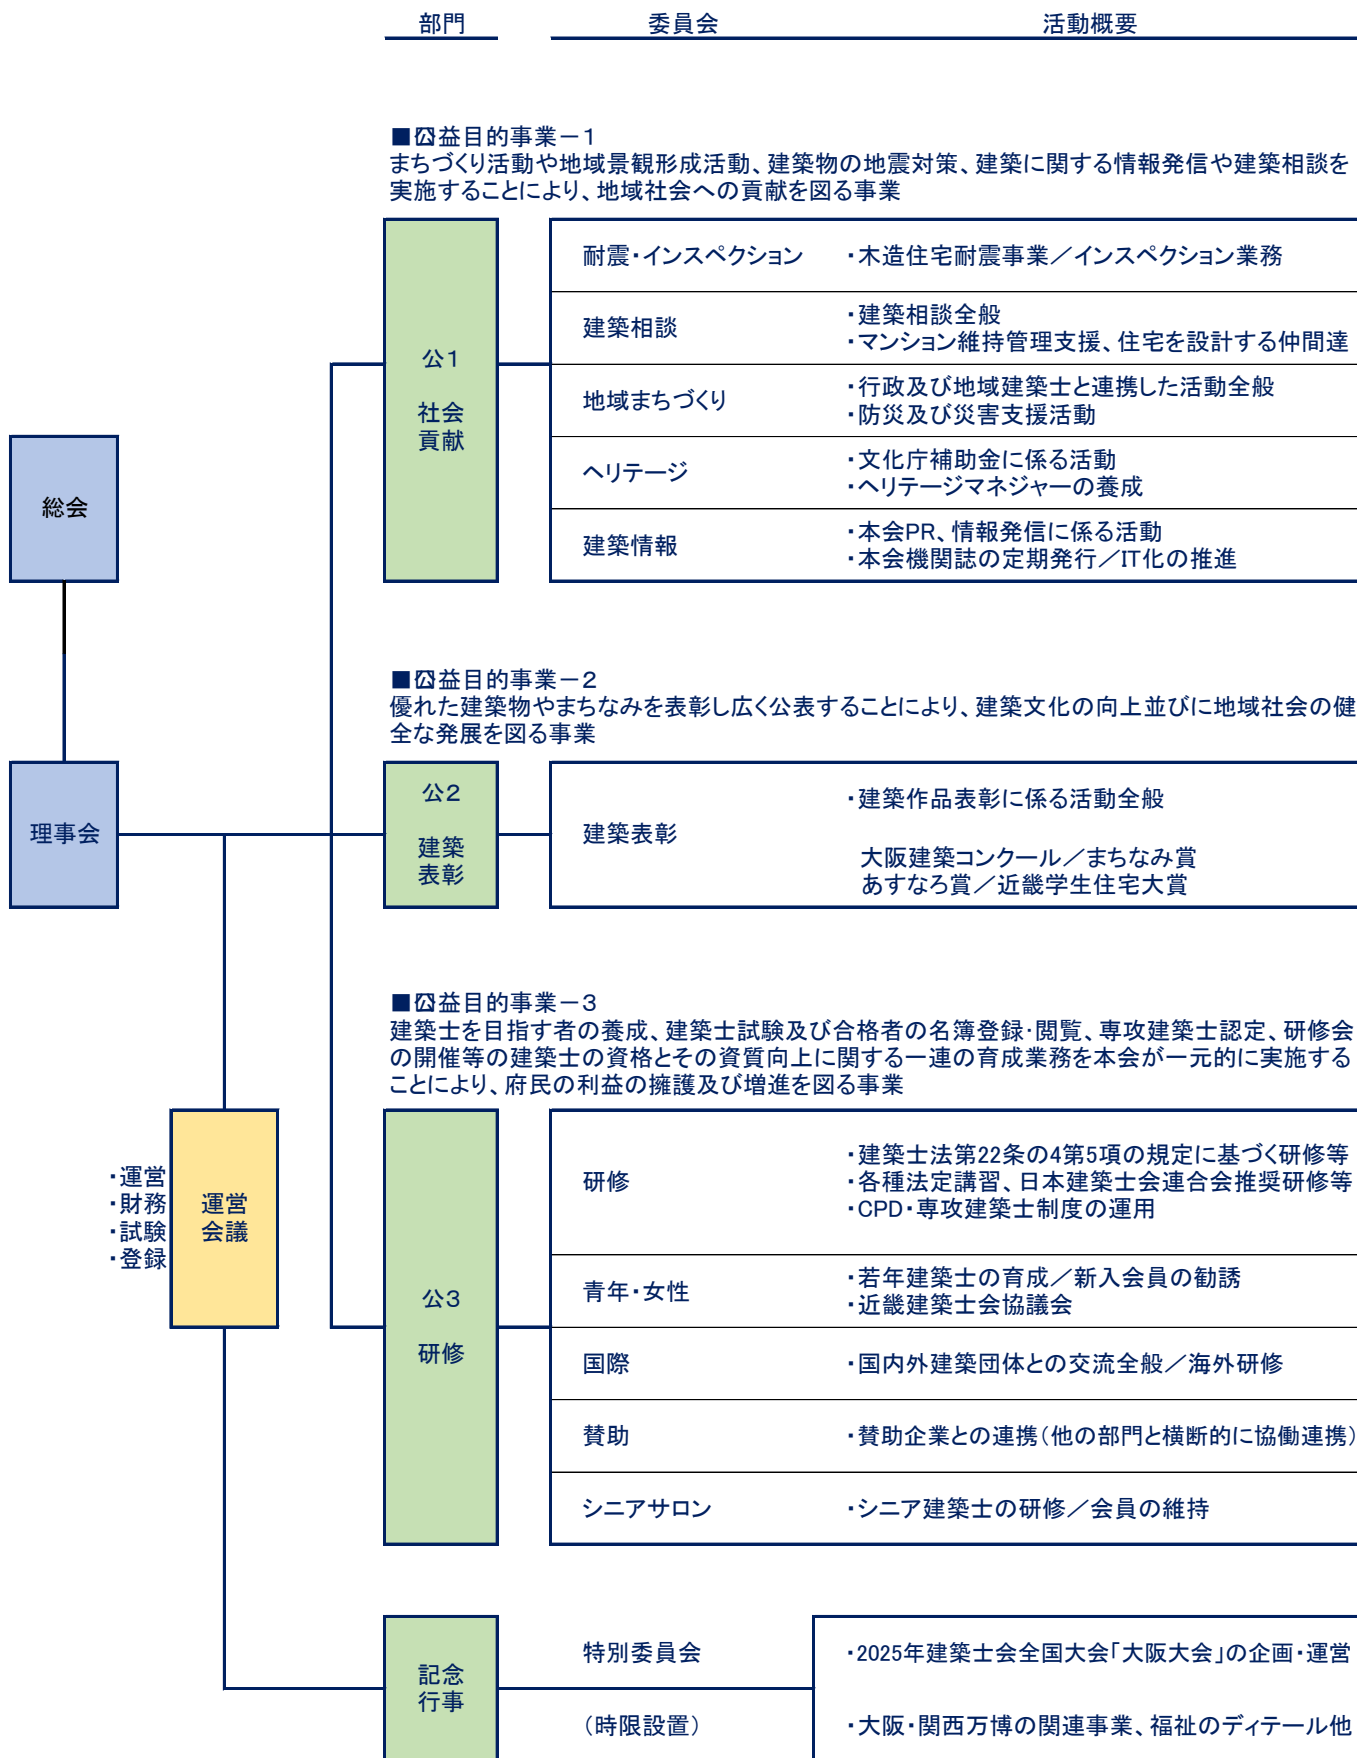 部門 委員会 活動概要
■公益目的事業－1
まちづくり活動や地域景観形成活動、建築物の地震対策、建築に関する情報発信や建築相談を
実施することにより、地域社会への貢献を図る事業
公1
社会
貢献
耐震・インスペクション ・木造住宅耐震事業／インスペクション業務
建築相談
・建築相談全般
・マンション維持管理支援、住宅を設計する仲間達
地域まちづくり
・行政及び地域建築士と連携した活動全般
・防災及び災害支援活動
ヘリテージ
・文化庁補助金に係る活動
・ヘリテージマネジャーの養成
建築情報
・本会PR、情報発信に係る活動
・本会機関誌の定期発行／IT化の推進
総会
■公益目的事業－2
優れた建築物やまちなみを表彰し広く公表することにより、建築文化の向上並びに地域社会の健
全な発展を図る事業
理事会
公2
建築
表彰
建築表彰
・建築作品表彰に係る活動全般
大阪建築コンクール／まちなみ賞
あすなろ賞／近畿学生住宅大賞
■公益目的事業－3
建築士を目指す者の養成、建築士試験及び合格者の名簿登録・閲覧、専攻建築士認定、研修会
の開催等の建築士の資格とその資質向上に関する一連の育成業務を本会が一元的に実施する
ことにより、府民の利益の擁護及び増進を図る事業
・運営
・財務
・試験
・登録
運営
会議
公3
研修
研修
・建築士法第22条の4第5項の規定に基づく研修等
・各種法定講習、日本建築士会連合会推奨研修等
・CPD・専攻建築士制度の運用
青年・女性
・若年建築士の育成／新入会員の勧誘
・近畿建築士会協議会
国際 ・国内外建築団体との交流全般／海外研修
賛助 ・賛助企業との連携（他の部門と横断的に協働連携）
シニアサロン ・シニア建築士の研修／会員の維持
記念
行事
特別委員会 ・2025年建築士会全国大会「大阪大会」の企画・運営
（時限設置） ・大阪・関西万博の関連事業、福祉のディテール他